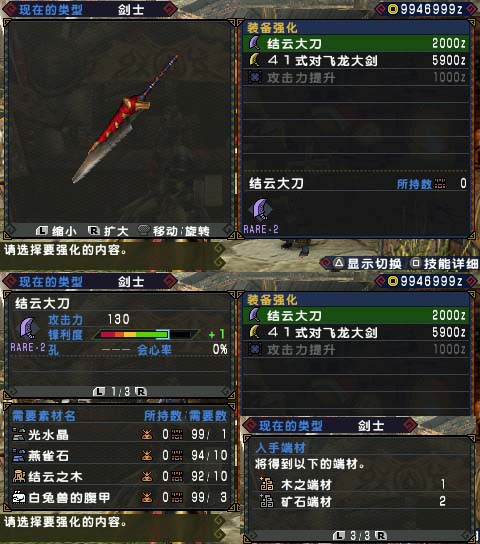 现在的类型 剑士
9946999z
装备强化
结云大刀 2000z
41式对飞龙大剑 5900z
攻击力提升 1000z
结云大刀 所持数 0
RARE-2
L 缩小 R 扩大 移动/旋转
请选择要强化的内容。
△显示切换 □技能详细
现在的类型 剑士
9946999z
结云大刀
攻击力 130
锋利度 +1
RARE-2
孔 --- 会心率 0%
L 1/3 R
装备强化
结云大刀 2000z
41式对飞龙大剑 5900z
攻击力提升 1000z
需要素材名 所持数/需要数
光水晶 0 99/ 1
燕雀石 0 94/10
结云之木 0 92/10
白兔兽的腹甲 0 99/ 3
请选择要强化的内容。
现在的类型 剑士
入手端材
将得到以下的端材。
木之端材 1
矿石端材 2
L 3/3 R